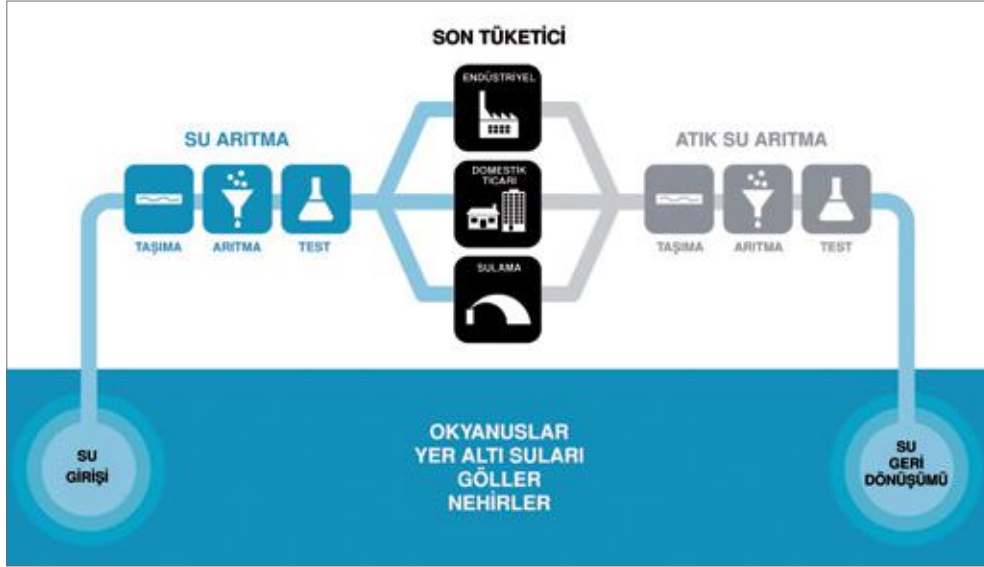 SON TÜKETİCİ
ENDÜSTRİYEL
SU ARITMA
ATIK SU ARITMA
DOMESTİK
TİCARİ
TAŞIMA
ARITMA
TEST
TAŞIMA
ARITMA
TEST
SULAMA
SU
GİRİŞİ
OKYANUSLAR
YER ALTI SULARI
GÖLLER
NEHİRLER
SU
GERİ
DÖNÜŞÜMÜ